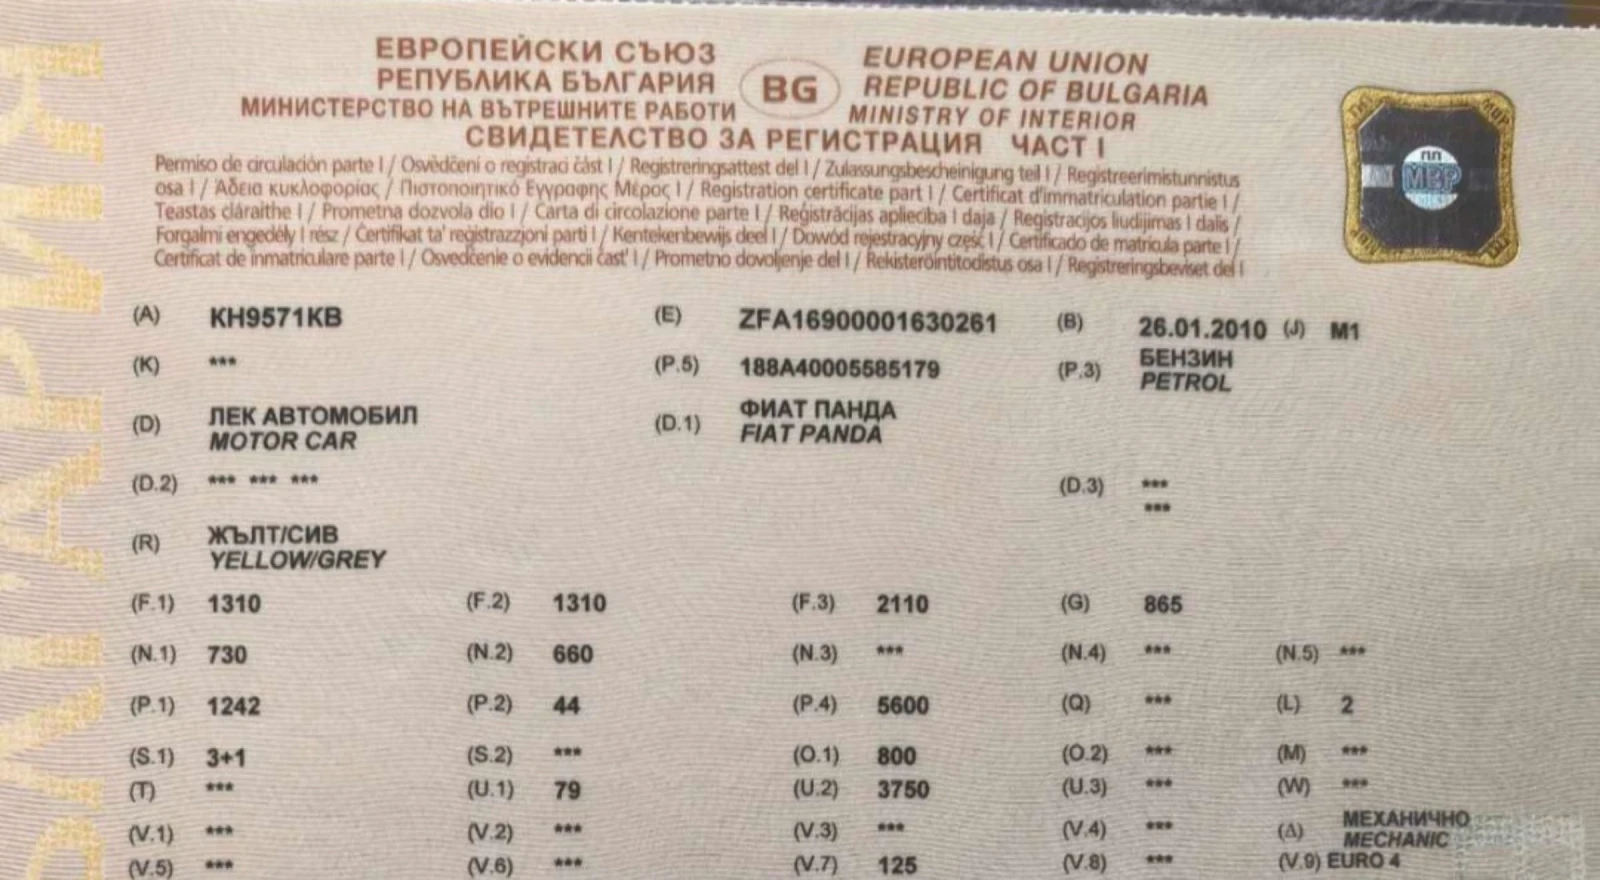 ЕВРОПЕЙСКИ СЪЮЗ
РЕПУБЛИКА БЪЛГАРИЯ
МИНИСТЕРСТВО НА ВЪТРЕШНИТЕ РАБОТИ
BG
EUROPEAN UNION
REPUBLIC OF BULGARIA
MINISTRY OF INTERIOR
СВИДЕТЕЛСТВО ЗА РЕГИСТРАЦИЯ ЧАСТ I
Permiso de circulación parte I / Osvědčení o registraci část I / Registreringsattest del I / Zulassungsbescheinigung teil I / Registreerimistunnistus
osa I / Άδεια κυκλοφορίας / Πιστοποιητικό Εγγραφης Μέρος I / Registration certificate part I / Certificat d'immatriculation partie I /
Teastas cláraithe I / Prometna dozvola dio I / Carta di circolazione parte I / Reģistrācijas apliecība I daļa / Registracijos liudijimas I dalis /
Forgalmi engedély I rész / Ċertifikat ta' reġistrazzjoni parti I / Kentekenbewijs deel I / Dowód rejestracyjny część I / Certificado de matrícula parte I /
Certificat de înmatriculare parte I / Osvedčenie o evidencii časť I / Prometno dovoljenje del I / Rekisteröintitodistus osa I / Registreringsbeviset del I
ПП
МВР
(A) KH9571KB (E) ZFA16900001630261 (B) 26.01.2010 (J) M1
(K) *** (P.5) 188A40005585179 (P.3) БЕНЗИН
PETROL
(D) ЛЕК АВТОМОБИЛ (D.1) ФИАТ ПАНДА
MOTOR CAR FIAT PANDA
(D.2) *** *** *** (D.3) ***
***
(R) ЖЪЛТ/СИВ
YELLOW/GREY
(F.1) 1310 (F.2) 1310 (F.3) 2110 (G) 865
(N.1) 730 (N.2) 660 (N.3) *** (N.4) *** (N.5) ***
(P.1) 1242 (P.2) 44 (P.4) 5600 (Q) *** (L) 2
(S.1) 3+1 (S.2) *** (O.1) 800 (O.2) *** (M) ***
(T) *** (U.1) 79 (U.2) 3750 (U.3) *** (W) ***
(V.1) *** (V.2) *** (V.3) *** (V.4) *** (Δ) МЕХАНИЧНО
MECHANIC
(V.5) *** (V.6) *** (V.7) 125 (V.8) *** (V.9) EURO 4